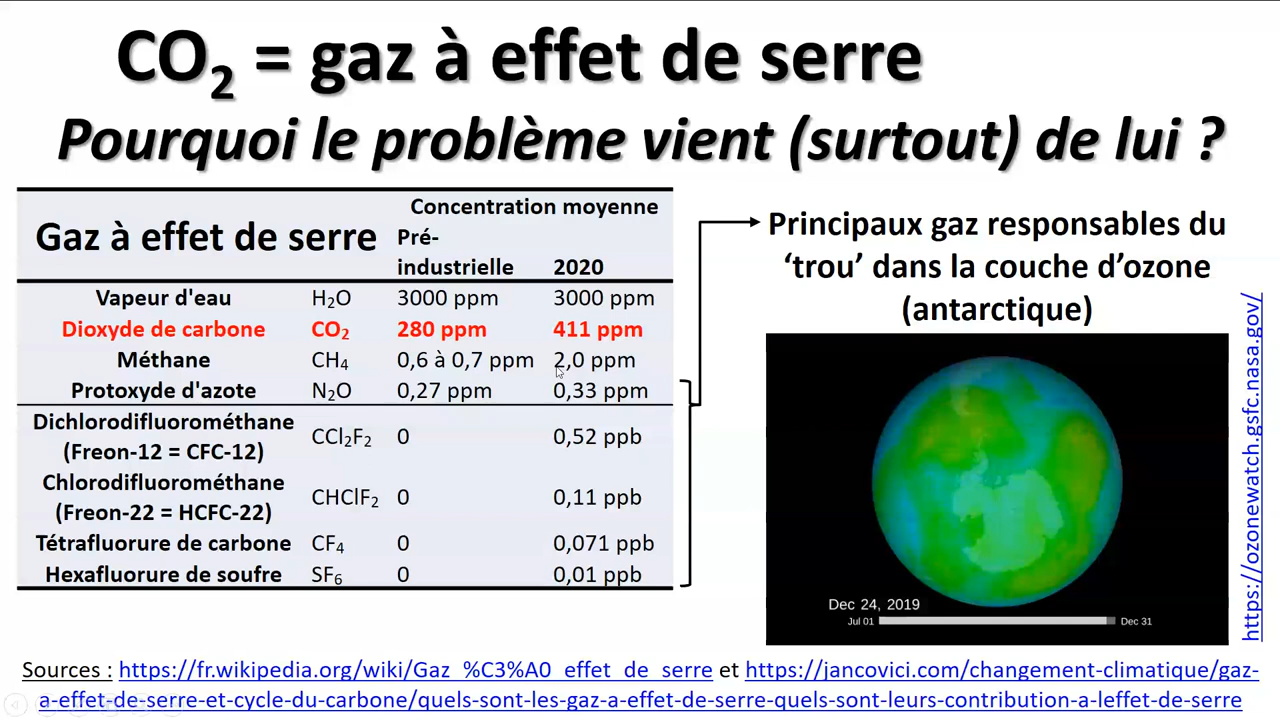 CO₂ = gaz à effet de serre
Pourquoi le problème vient (surtout) de lui ?
Gaz à effet de serre
Concentration moyenne
Pré-
industrielle 2020
Vapeur d'eau H₂O 3000 ppm 3000 ppm
Dioxyde de carbone CO₂ 280 ppm 411 ppm
Méthane CH₄ 0,6 à 0,7 ppm 2,0 ppm
Protoxyde d'azote N₂O 0,27 ppm 0,33 ppm
Dichlorodifluorométhane
(Freon-12 = CFC-12) CCl₂F₂ 0 0,52 ppb
Chlorodifluorométhane
(Freon-22 = HCFC-22) CHClF₂ 0 0,11 ppb
Tétrafluorure de carbone CF₄ 0 0,071 ppb
Hexafluorure de soufre SF₆ 0 0,01 ppb
Principaux gaz responsables du
‘trou’ dans la couche d’ozone
(antarctique)
Dec 24, 2019
Jul 01 Dec 31
https://ozonewatch.gsfc.nasa.gov/
Sources : https://fr.wikipedia.org/wiki/Gaz_%C3%A0_effet_de_serre et https://jancovici.com/changement-climatique/gaz-
a-effet-de-serre-et-cycle-du-carbone/quels-sont-les-gaz-a-effet-de-serre-quels-sont-leurs-contribution-a-leffet-de-serre